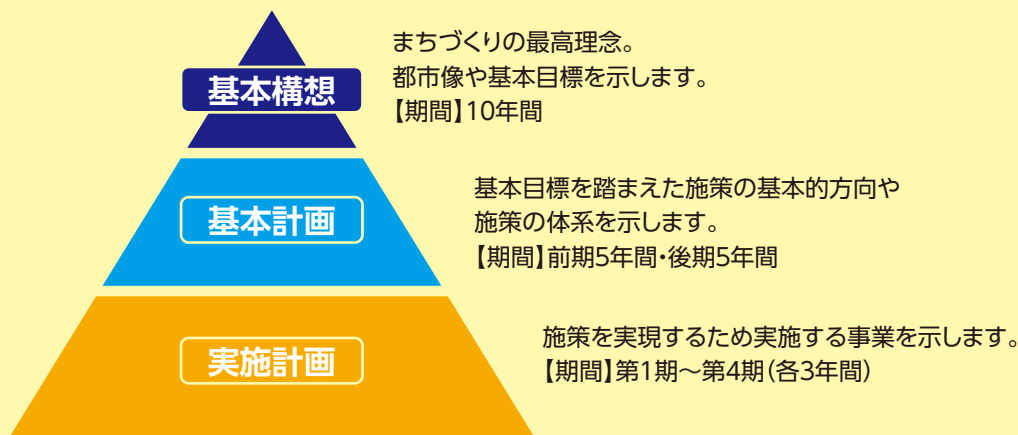 基本構想
まちづくりの最高理念。
都市像や基本目標を示します。
【期間】10年間
基本計画
基本目標を踏まえた施策の基本的方向や
施策の体系を示します。
【期間】前期5年間・後期5年間
実施計画
施策を実現するため実施する事業を示します。
【期間】第1期〜第4期(各3年間)